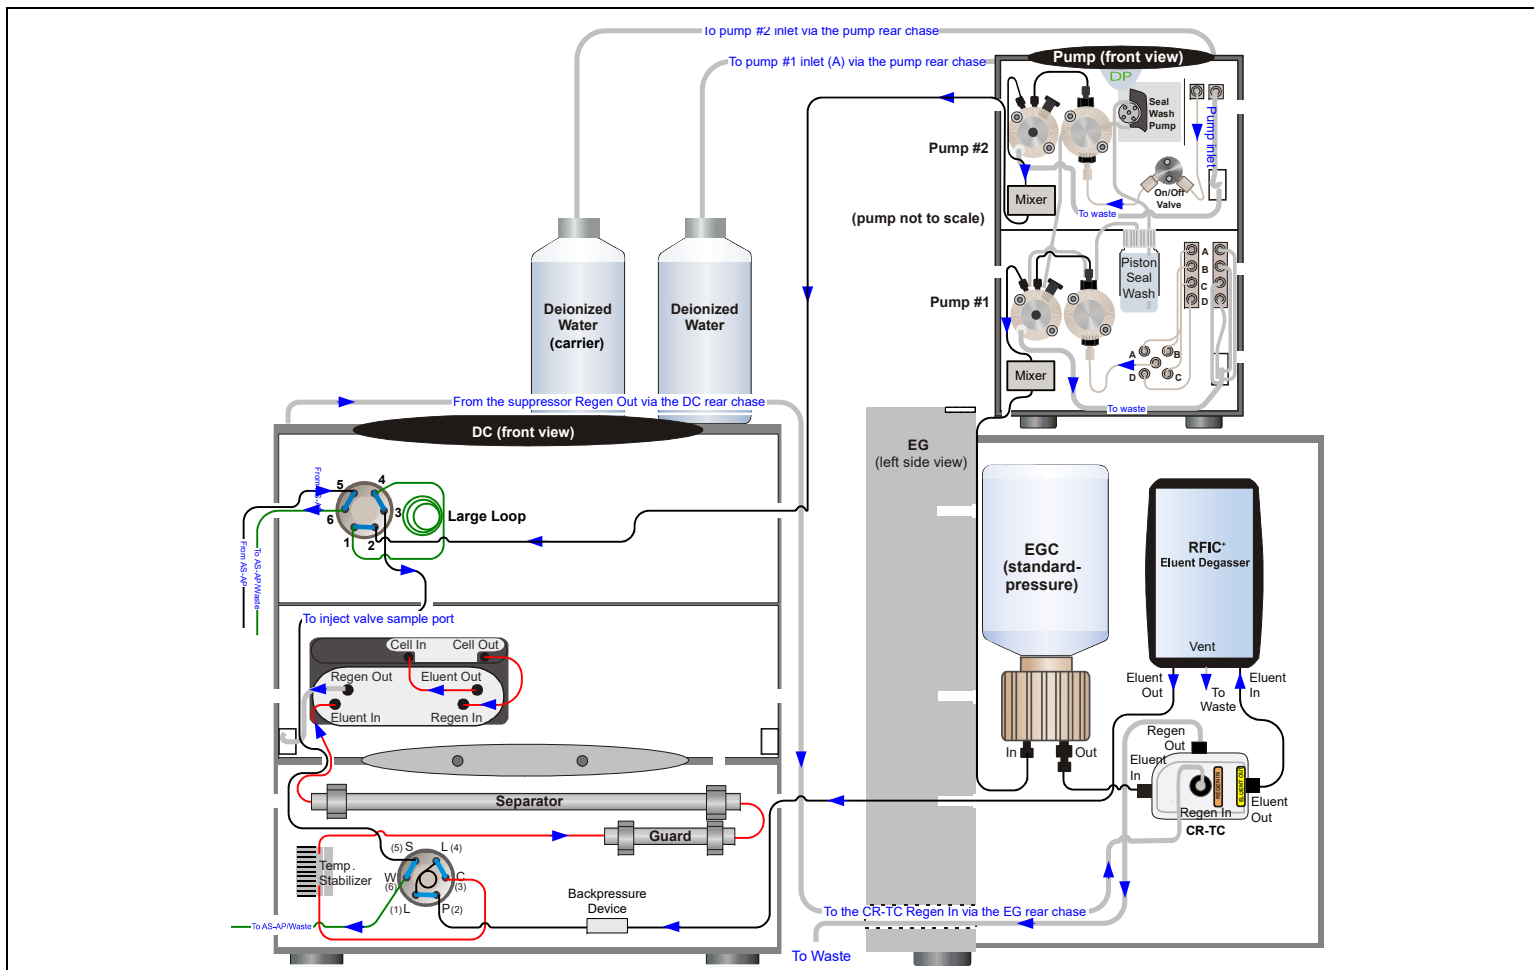 To pump #2 inlet via the pump rear chase
To pump #1 inlet (A) via the pump rear chase
Pump (front view)
DP
Seal
Wash
Pump
Pump inlet
Pump #2
On/Off
Valve
Mixer
To waste
(pump not to scale)
Piston
Seal
Wash
A
B
C
D
Pump #1
A
B
D
C
Mixer
To waste
Deionized
Water
(carrier)
Deionized
Water
From the suppressor Regen Out via the DC rear chase
DC (front view)
EG
(left side view)
5
4
6
3
1
2
Large Loop
From AS-AP
To AS-AP/Waste
To inject valve sample port
EGC
(standard-
pressure)
In
Out
RFIC+
Eluent Degasser
Vent
Eluent
Out
To
Waste
Eluent
In
Cell In
Cell Out
Regen Out
Eluent Out
Eluent In
Regen In
Regen
Out
Eluent
In
REGEN IN
ELUENT OUT
Regen In
Eluent
Out
CR-TC
Separator
Guard
Temp.
Stabilizer
(5) S
L (4)
W
(6)
C
(3)
(1) L
P (2)
Backpressure
Device
To AS-AP/Waste
To the CR-TC Regen In via the EG rear chase
To Waste